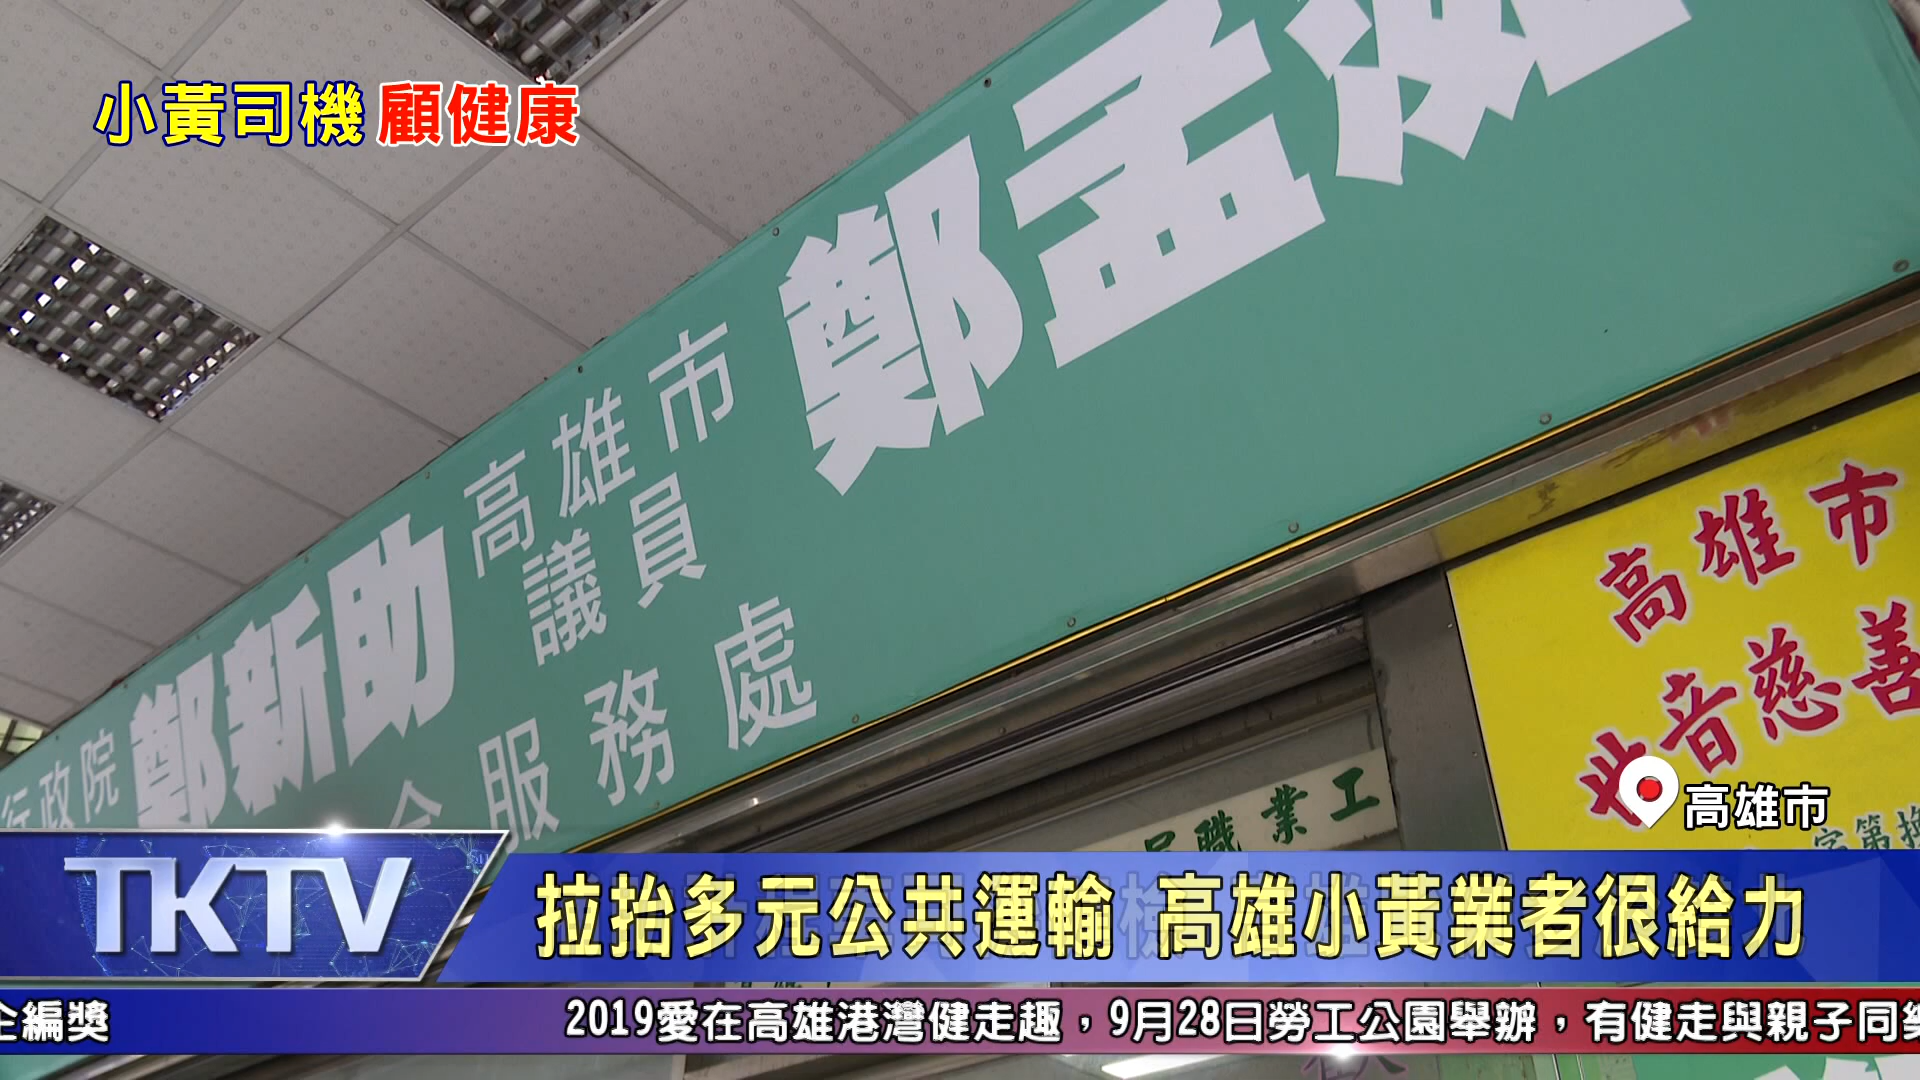 小黃司機 顧健康
鄭孟洳
高雄市
議員
行政院
鄭新助
服務處
高雄市
妙音慈善
高雄市
職業工
TKTV
拉抬多元公共運輸 高雄小黃業者很給力
編獎
2019愛在高雄港灣健走趣，9月28日勞工公園舉辦，有健走與親子同樂